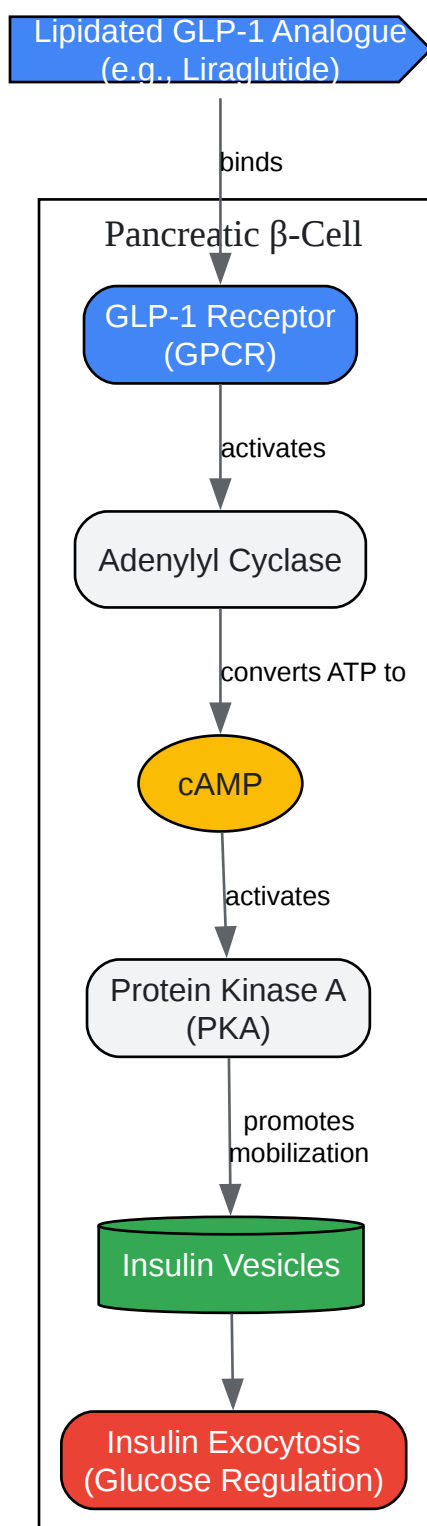 Lipidated GLP-1 Analogue
(e.g., Liraglutide)
binds
Pancreatic β-Cell
GLP-1 Receptor
(GPCR)
activates
Adenylyl Cyclase
converts ATP to
cAMP
activates
Protein Kinase A
(PKA)
promotes
mobilization
Insulin Vesicles
Insulin Exocytosis
(Glucose Regulation)